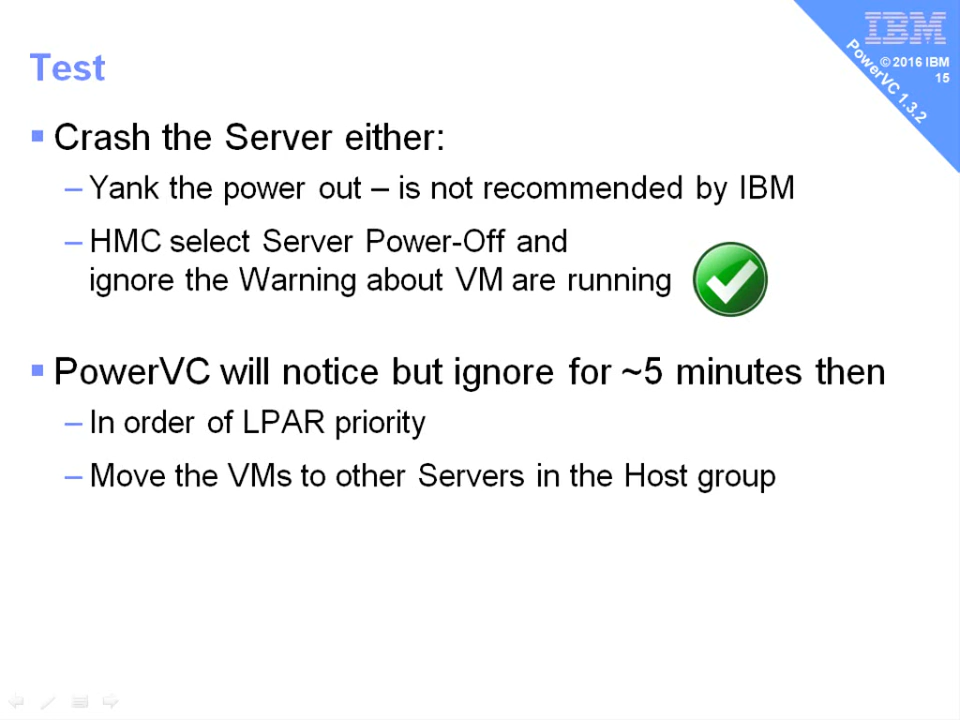 IBM
© 2016 IBM
15
PowerVC 1.3.2
Test
Crash the Server either:
– Yank the power out – is not recommended by IBM
– HMC select Server Power-Off and
ignore the Warning about VM are running
PowerVC will notice but ignore for ~5 minutes then
– In order of LPAR priority
– Move the VMs to other Servers in the Host group